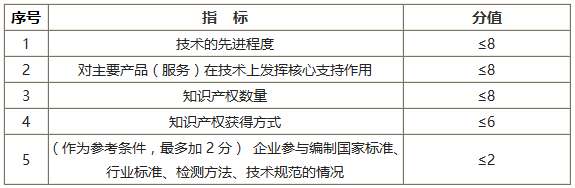 序号 指 标 分值
1 技术的先进程度 ≤8
2 对主要产品（服务）在技术上发挥核心支持作用 ≤8
3 知识产权数量 ≤8
4 知识产权获得方式 ≤6
5 （作为参考条件，最多加 2 分） 企业参与编制国家标准、 ≤2
行业标准、检测方法、技术规范的情况